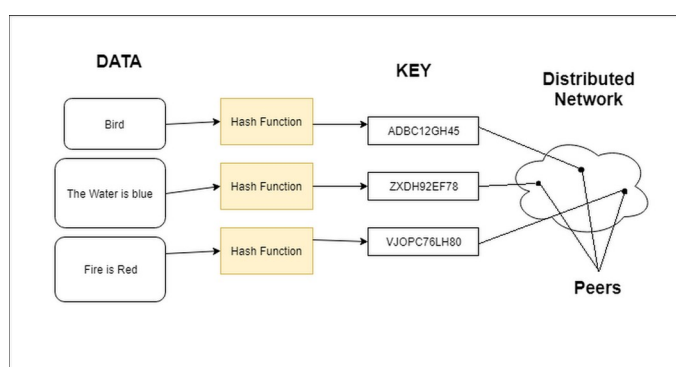 DATA
KEY
Distributed
Network
Bird
Hash Function
ADBC12GH45
The Water is blue
Hash Function
ZXDH92EF78
Fire is Red
Hash Function
VJOPC76LH80
Peers